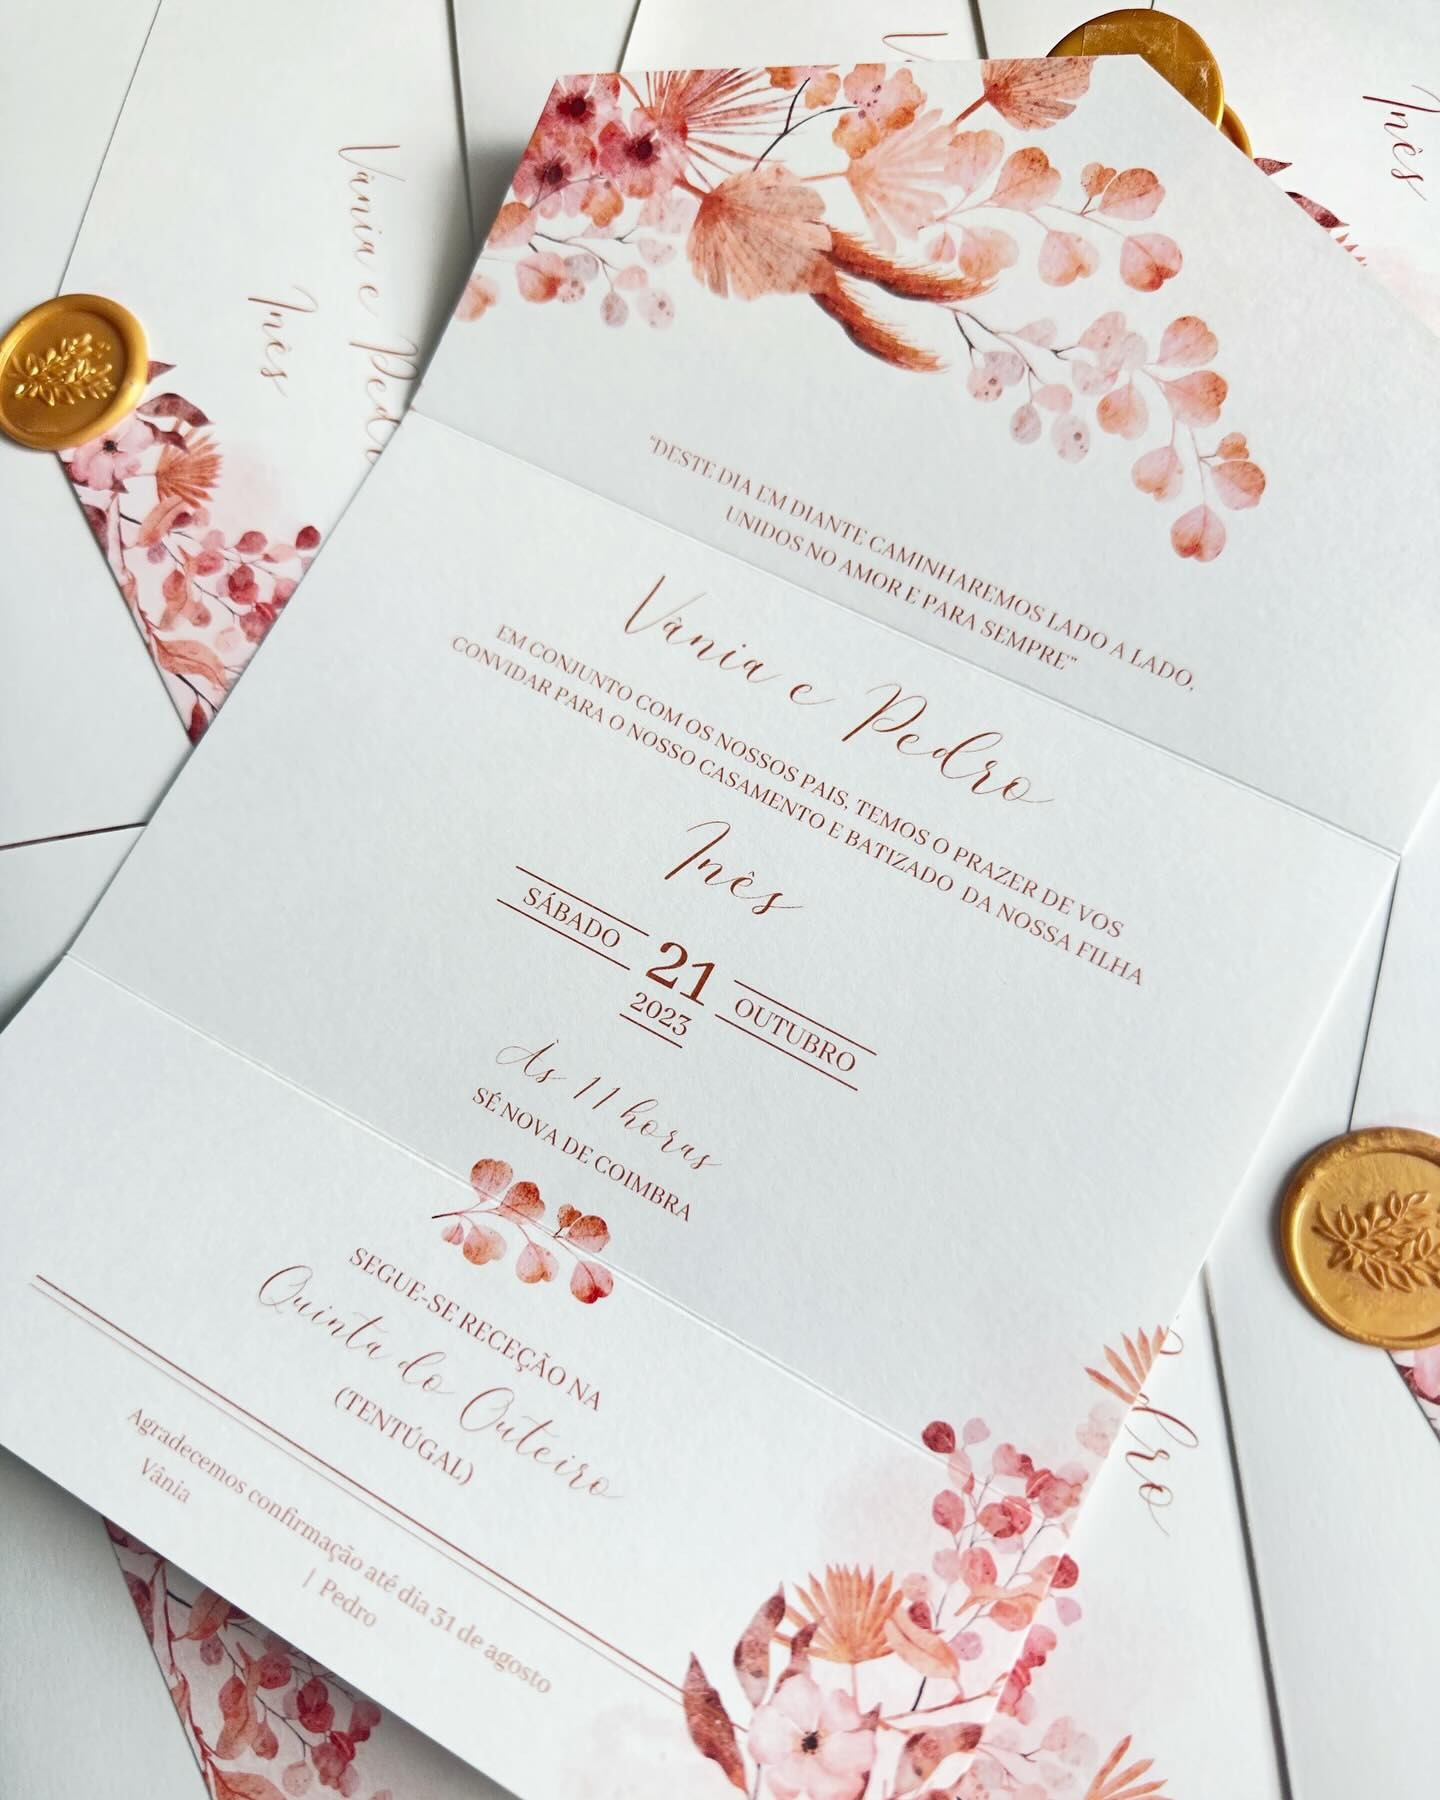 Vânia e Pedro
Inês
Inês
"DESTE DIA EM DIANTE CAMINHAREMOS LADO A LADO,
UNIDOS NO AMOR E PARA SEMPRE"
Vânia e Pedro
EM CONJUNTO COM OS NOSSOS PAIS, TEMOS O PRAZER DE VOS
CONVIDAR PARA O NOSSO CASAMENTO E BATIZADO DA NOSSA FILHA
Inês
SÁBADO 21 OUTUBRO
2023
Às 11 horas
SÉ NOVA DE COIMBRA
SEGUE-SE RECEÇÃO NA
Quinta do Outeiro
(TENTÚGAL)
Agradecemos confirmação até dia 31 de agosto
Vânia | Pedro